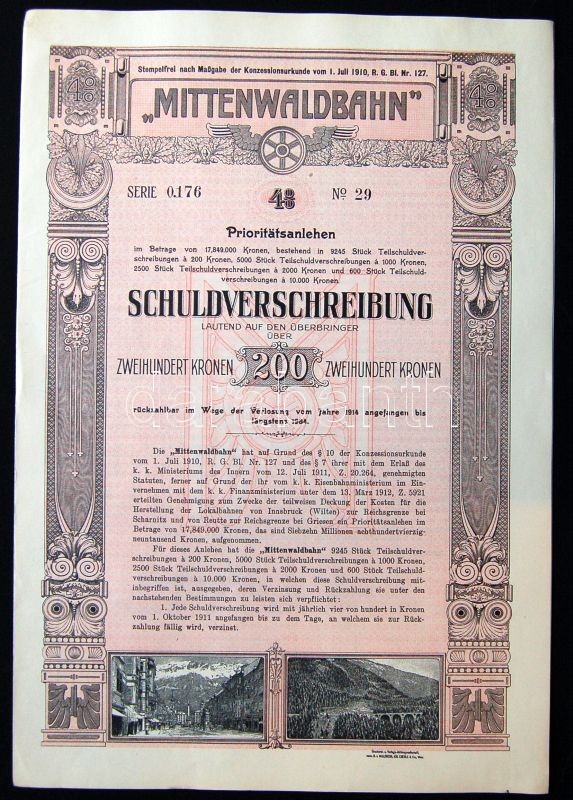 Stempelfrei nach Maßgabe der Konzessionsurkunde vom 1. Juli 1910, R. G. Bl. Nr. 127.
4% 4%
„MITTENWALDBAHN”
SERIE 0.176 4% No 29
Prioritätsanlehen
im Betrage von 17,849.000 Kronen, bestehend in 9245 Stück Teilschuldver-
schreibungen à 200 Kronen, 5000 Stück Teilschuldverschreibungen à 1000 Kronen,
2500 Stück Teilschuldverschreibungen à 2000 Kronen und 600 Stück Teilschuld-
verschreibungen à 10.000 Kronen.
SCHULDVERSCHREIBUNG
LAUTEND AUF DEN ÜBERBRINGER
ÜBER
ZWEIHUNDERT KRONEN 200 ZWEIHUNDERT KRONEN
rückzahlbar im Wege der Verlosung vom Jahre 1914 angefangen bis
längstens 1984.
Die „Mittenwaldbahn” hat auf Grund des § 10 der Konzessionsurkunde
vom 1. Juli 1910, R. G. Bl. Nr. 127 und des § 7 ihrer mit dem Erlaß des
k. k. Ministeriums des Innern vom 12. Juli 1911, Z. 20.264, genehmigten
Statuten, ferner auf Grund der ihr vom k. k. Eisenbahnministerium im Ein-
vernehmen mit dem k. k. Finanzministerium unter dem 13. März 1912, Z. 5921
erteilten Genehmigung zum Zwecke der teilweisen Deckung der Kosten für die
Herstellung der Lokalbahnen von Innsbruck (Wilten) zur Reichsgrenze bei
Scharnitz und von Reutte zur Reichsgrenze bei Griesen ein Prioritätsanlehen im
Betrage von 17,849.000 Kronen, das sind Siebzehn Millionen achthundertvierzig-
neuntausend Kronen, aufgenommen.
Für dieses Anlehen hat die „Mittenwaldbahn” 9245 Stück Teilschuldver-
schreibungen à 200 Kronen, 5000 Stück Teilschuldverschreibungen à 1000 Kronen,
2500 Stück Teilschuldverschreibungen à 2000 Kronen und 600 Stück Teilschuld-
verschreibungen à 10.000 Kronen, in welchen diese Schuldverschreibung mit-
inbegriffen ist, ausgegeben, deren Verzinsung und Rückzahlung sie unter den
nachstehenden Bestimmungen zu leisten sich verpflichtet:
1. Jede Schuldverschreibung wird mit jährlich vier von hundert in Kronen
vom 1. Oktober 1911 angefangen bis zu dem Tage, an welchem sie zur Rück-
zahlung fällig wird, verzinst.
darabanth